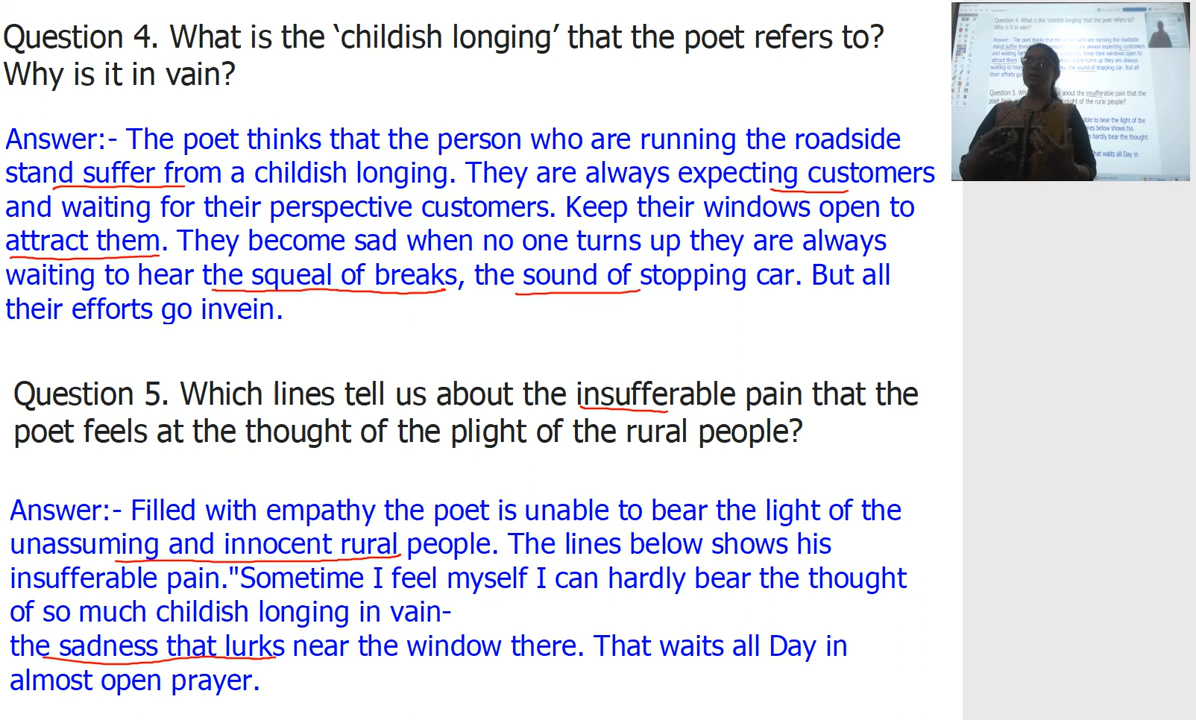 Question 4. What is the ‘childish longing’ that the poet refers to?
Why is it in vain?
Answer:- The poet thinks that the person who are running the roadside
stand suffer from a childish longing. They are always expecting customers
and waiting for their perspective customers. Keep their windows open to
attract them. They become sad when no one turns up they are always
waiting to hear the squeal of breaks, the sound of stopping car. But all
their efforts go invein.
Question 5. Which lines tell us about the insufferable pain that the
poet feels at the thought of the plight of the rural people?
Answer:- Filled with empathy the poet is unable to bear the light of the
unassuming and innocent rural people. The lines below shows his
insufferable pain."Sometime I feel myself I can hardly bear the thought
of so much childish longing in vain-
the sadness that lurks near the window there. That waits all Day in
almost open prayer.